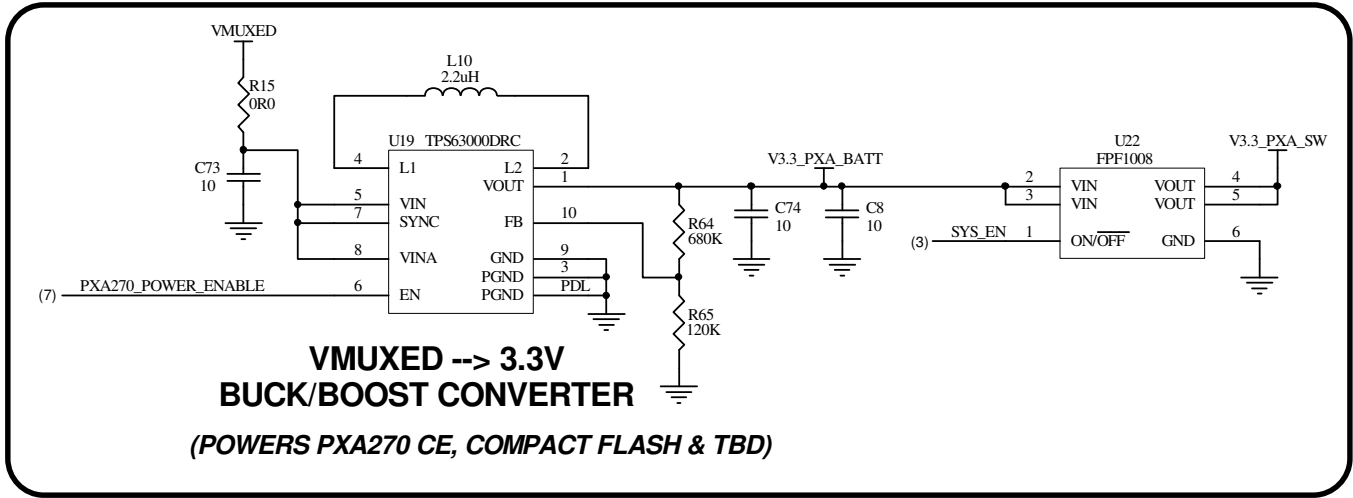 VMUXED
R15
0R0
C73
10
L10
2.2uH
U19 TPS63000DRC
4 L1
L2 2
VOUT 1
5 VIN
7 SYNC
FB 10
8 VINA
GND 9
PGND 3
PGND PDL
6 EN
(7) PXA270_POWER_ENABLE
R64
680K
R65
120K
C74
10
V3.3_PXA_BATT
C8
10
U22
FPF1008
2 VIN
3 VIN
VOUT 4
VOUT 5
(3) SYS_EN 1 ON/OFF
GND 6
V3.3_PXA_SW
VMUXED --> 3.3V
BUCK/BOOST CONVERTER
(POWERS PXA270 CE, COMPACT FLASH & TBD)